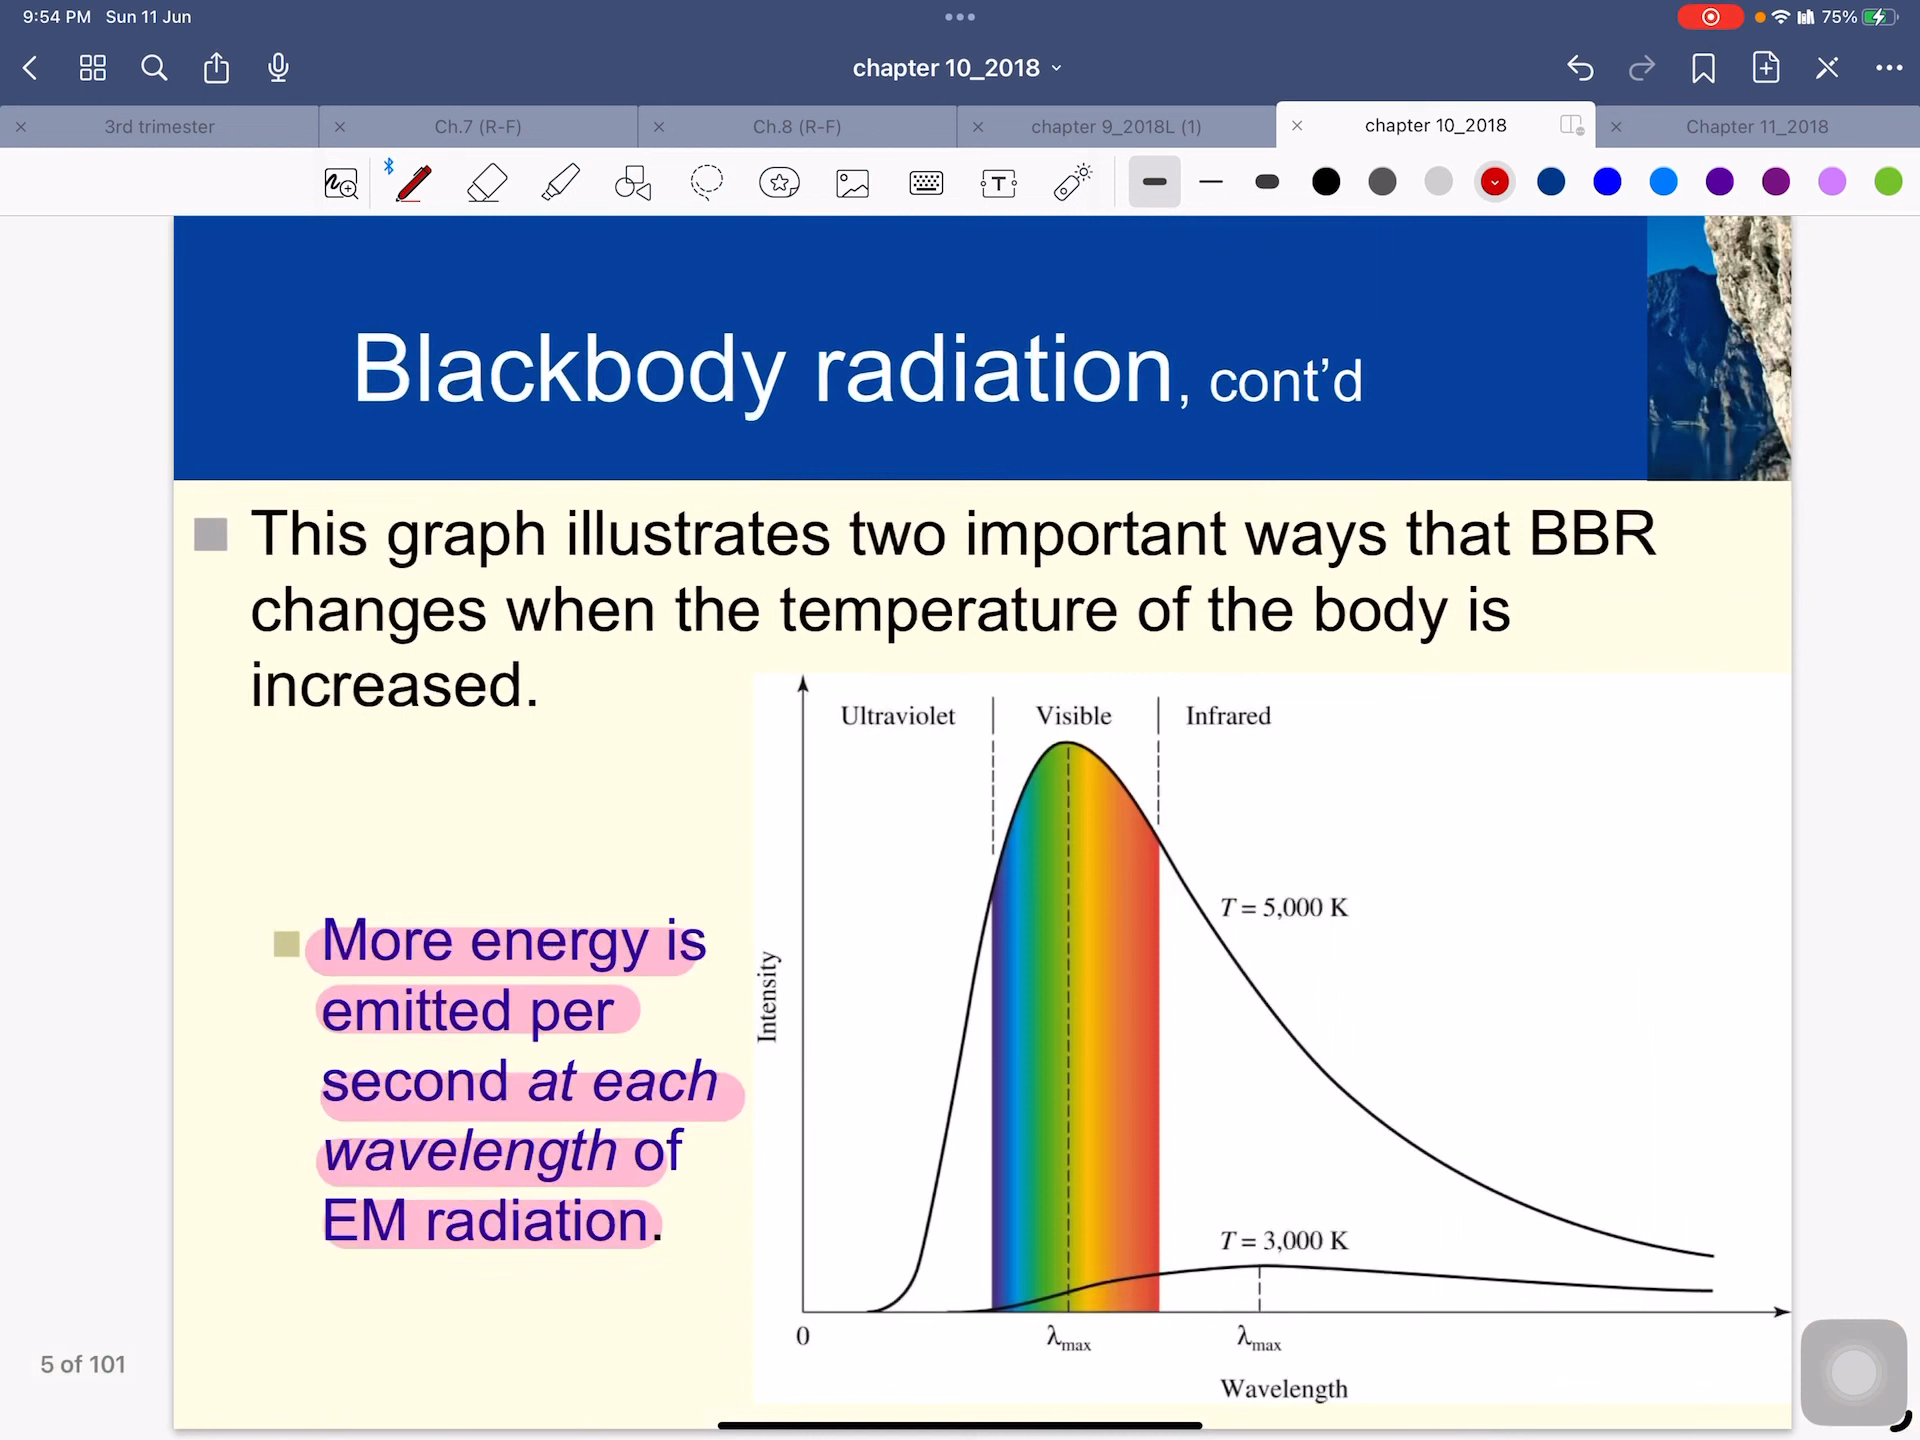 9:54 PM Sun 11 Jun
75%
chapter 10_2018
3rd trimester
Ch.7 (R-F)
Ch.8 (R-F)
chapter 9_2018L (1)
chapter 10_2018
Chapter 11_2018
Blackbody radiation, cont’d
This graph illustrates two important ways that BBR
changes when the temperature of the body is
increased.
More energy is
emitted per
second at each
wavelength of
EM radiation.
Ultraviolet
Visible
Infrared
Intensity
T = 5,000 K
T = 3,000 K
0
λmax
λmax
Wavelength
5 of 101